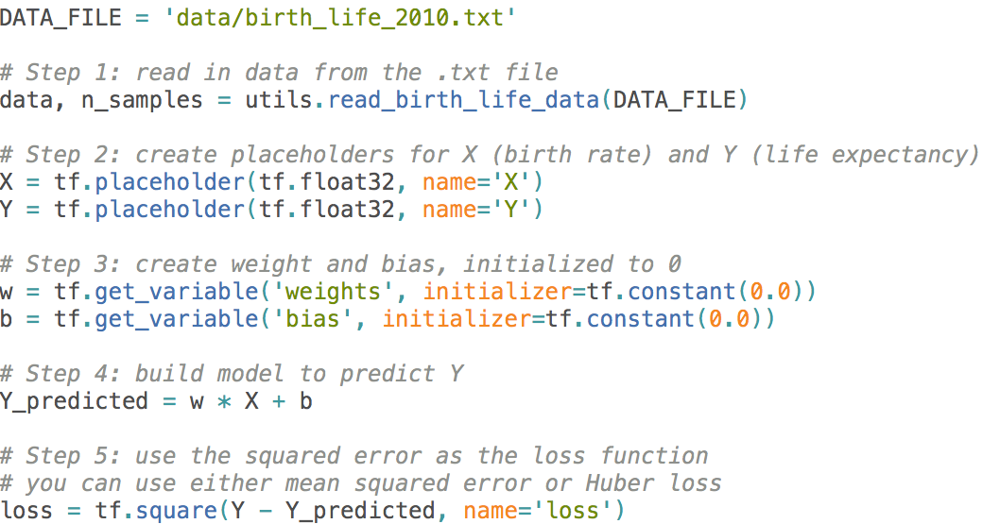 DATA_FILE = 'data/birth_life_2010.txt'
# Step 1: read in data from the .txt file
data, n_samples = utils.read_birth_life_data(DATA_FILE)
# Step 2: create placeholders for X (birth rate) and Y (life expectancy)
X = tf.placeholder(tf.float32, name='X')
Y = tf.placeholder(tf.float32, name='Y')
# Step 3: create weight and bias, initialized to 0
w = tf.get_variable('weights', initializer=tf.constant(0.0))
b = tf.get_variable('bias', initializer=tf.constant(0.0))
# Step 4: build model to predict Y
Y_predicted = w * X + b
# Step 5: use the squared error as the loss function
# you can use either mean squared error or Huber loss
loss = tf.square(Y - Y_predicted, name='loss')